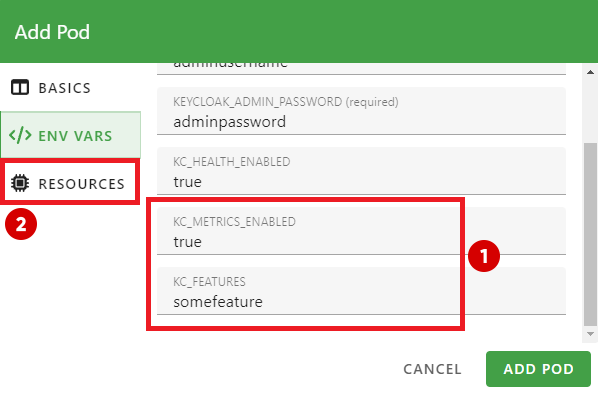 Add Pod
BASICS
ENV VARS
RESOURCES
2
adminusername
KEYCLOAK_ADMIN_PASSWORD (required)
adminpassword
KC_HEALTH_ENABLED
true
KC_METRICS_ENABLED
true
KC_FEATURES
somefeature
1
CANCEL
ADD POD